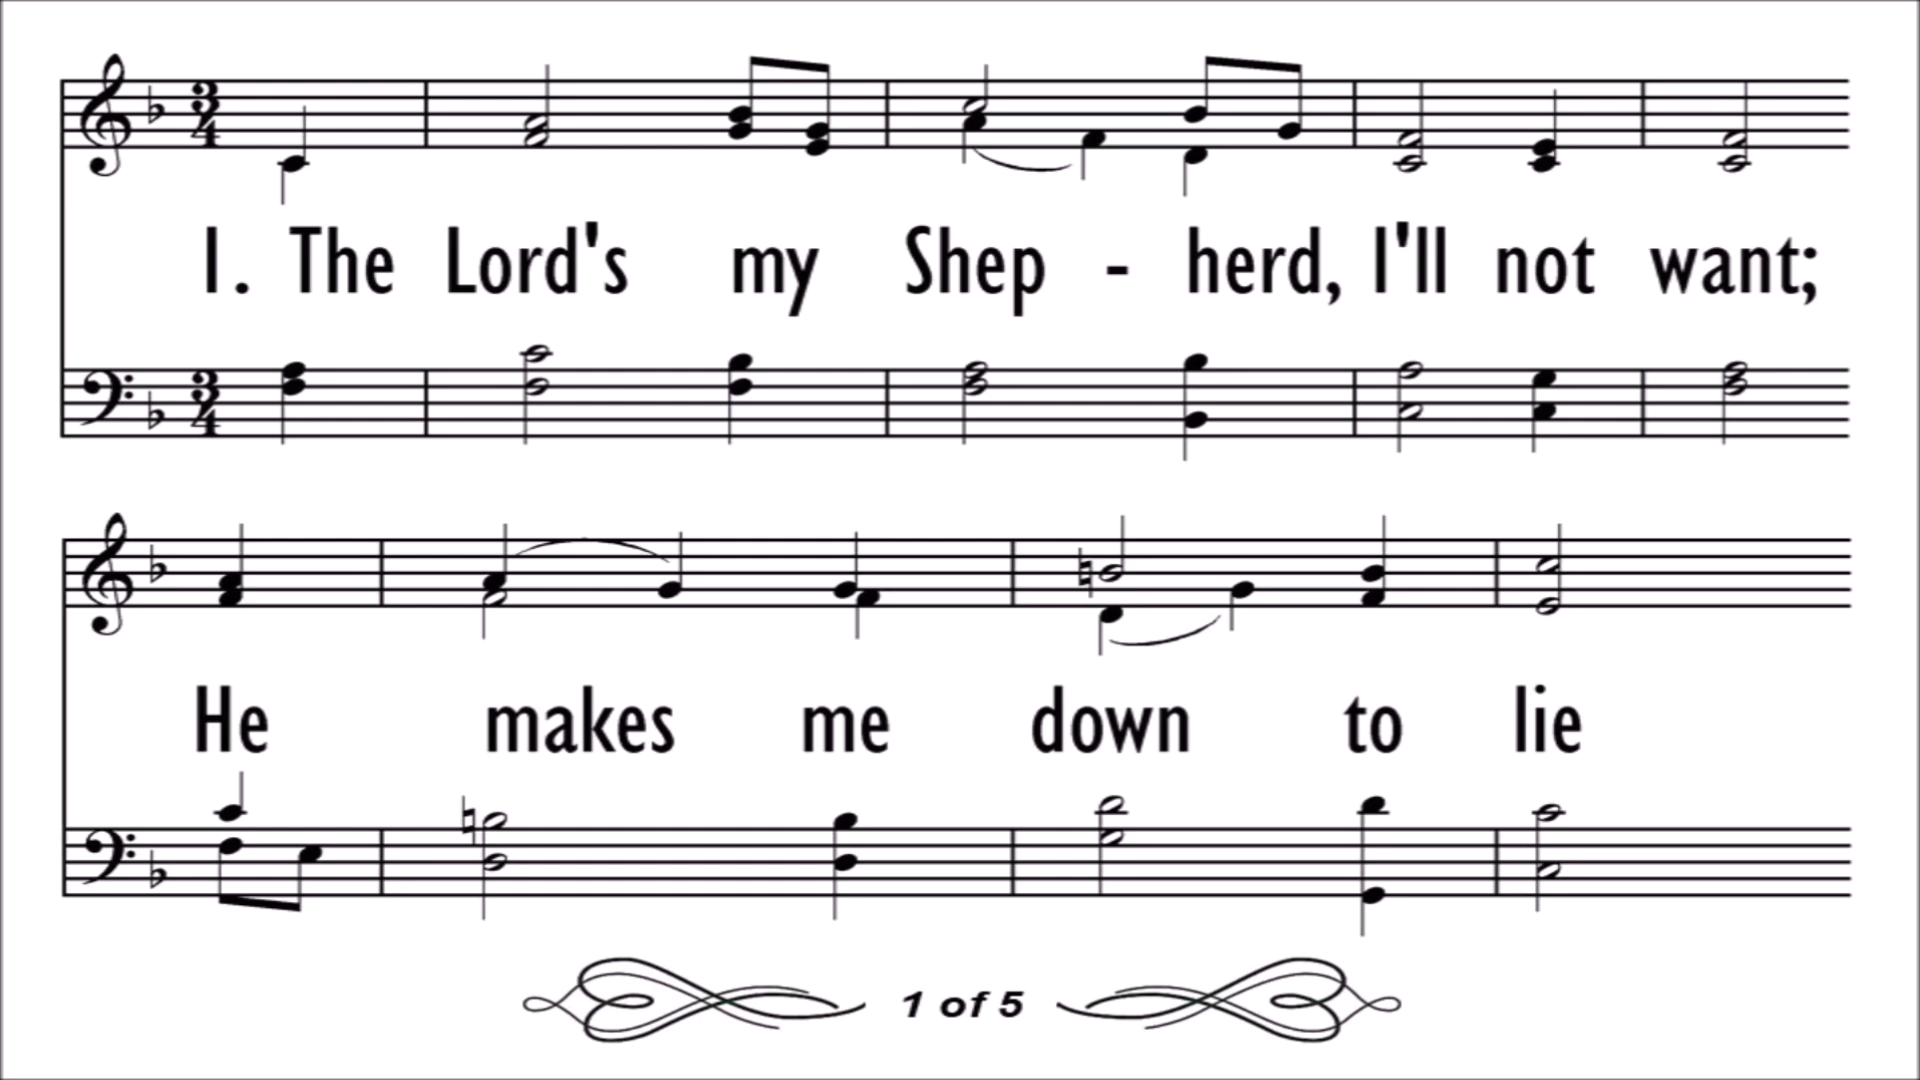 1. The Lord's my Shep - herd, I'll not want;
He makes me down to lie
1 of 5